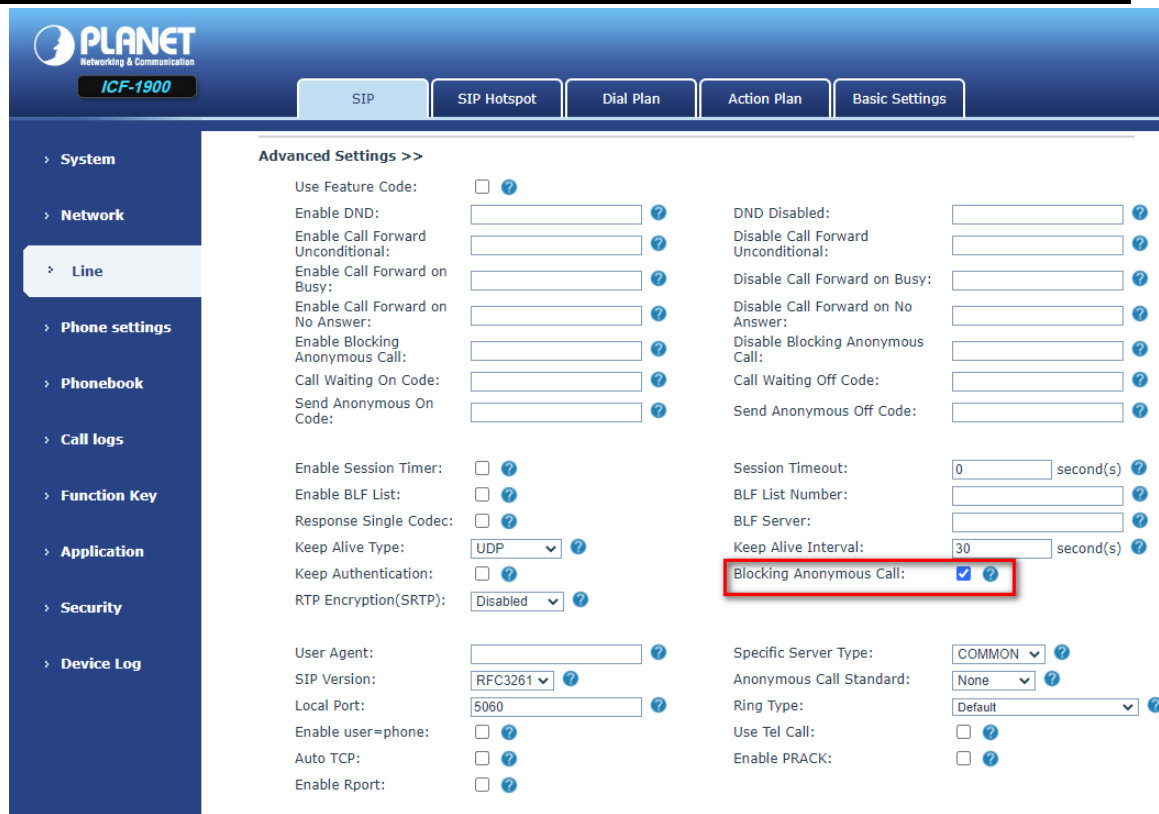 PLANET
Networking & Communication
ICF-1900
SIP
SIP Hotspot
Dial Plan
Action Plan
Basic Settings
› System
› Network
› Line
› Phone settings
› Phonebook
› Call logs
› Function Key
› Application
› Security
› Device Log
Advanced Settings >>
Use Feature Code: ?
Enable DND: ? DND Disabled: ?
Enable Call Forward
Unconditional: ? Disable Call Forward
Unconditional: ?
Enable Call Forward on
Busy: ? Disable Call Forward on Busy: ?
Enable Call Forward on
No Answer: ? Disable Call Forward on No
Answer: ?
Enable Blocking
Anonymous Call: ? Disable Blocking Anonymous
Call: ?
Call Waiting On Code: ? Call Waiting Off Code: ?
Send Anonymous On
Code: ? Send Anonymous Off Code: ?
Enable Session Timer: ? Session Timeout: 0 second(s) ?
Enable BLF List: ? BLF List Number: ?
Response Single Codec: ? BLF Server: ?
Keep Alive Type: UDP ? Keep Alive Interval: 30 second(s) ?
Keep Authentication: ? Blocking Anonymous Call: ?
RTP Encryption(SRTP): Disabled ?
User Agent: ? Specific Server Type: COMMON ?
SIP Version: RFC3261 ? Anonymous Call Standard: None ?
Local Port: 5060 ? Ring Type: Default ?
Enable user=phone: ? Use Tel Call: ?
Auto TCP: ? Enable PRACK: ?
Enable Rport: ?